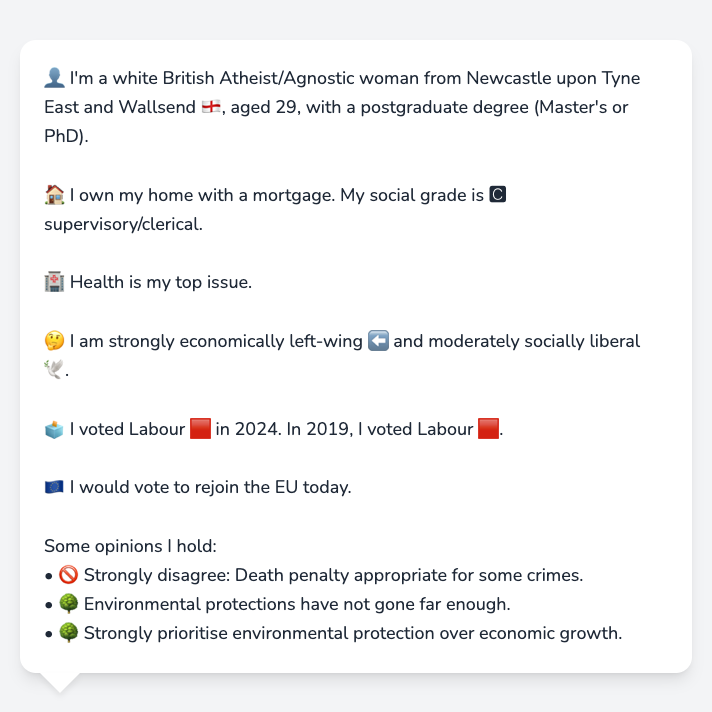 👤 I'm a white British Atheist/Agnostic woman from Newcastle upon Tyne
East and Wallsend 🏴󠁧󠁢󠁥󠁮󠁧󠁿, aged 29, with a postgraduate degree (Master's or
PhD).
🏠 I own my home with a mortgage. My social grade is C
supervisory/clerical.
🏥 Health is my top issue.
🤔 I am strongly economically left-wing ⬅️ and moderately socially liberal
🕊️.
🗳️ I voted Labour 🟥 in 2024. In 2019, I voted Labour 🟥.
🇪🇺 I would vote to rejoin the EU today.
Some opinions I hold:
• 🚫 Strongly disagree: Death penalty appropriate for some crimes.
• 🌳 Environmental protections have not gone far enough.
• 🌳 Strongly prioritise environmental protection over economic growth.